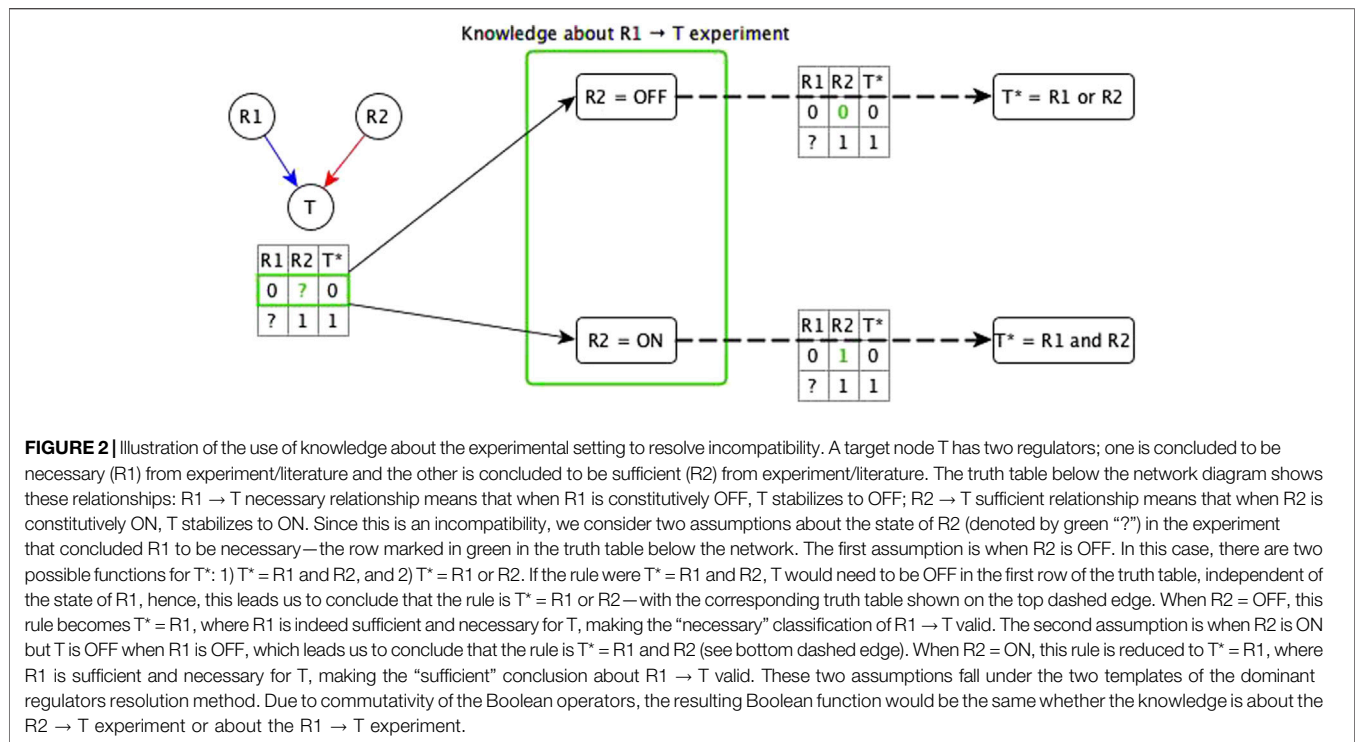 Knowledge about R1 → T experiment
R1 R2
T
R1 R2 T*
0 ? 0
? 1 1
R2 = OFF
R1 R2 T*
0 0 0
? 1 1
T* = R1 or R2
R2 = ON
R1 R2 T*
0 1 0
? 1 1
T* = R1 and R2
FIGURE 2 | Illustration of the use of knowledge about the experimental setting to resolve incompatibility. A target node T has two regulators; one is concluded to be
necessary (R1) from experiment/literature and the other is concluded to be sufficient (R2) from experiment/literature. The truth table below the network diagram shows
these relationships: R1 → T necessary relationship means that when R1 is constitutively OFF, T stabilizes to OFF; R2 → T sufficient relationship means that when R2 is
constitutively ON, T stabilizes to ON. Since this is an incompatibility, we consider two assumptions about the state of R2 (denoted by green “?”) in the experiment
that concluded R1 to be necessary—the row marked in green in the truth table below the network. The first assumption is when R2 is OFF. In this case, there are two
possible functions for T*: 1) T* = R1 and R2, and 2) T* = R1 or R2. If the rule were T* = R1 and R2, T would need to be OFF in the first row of the truth table, independent of
the state of R1, hence, this leads us to conclude that the rule is T* = R1 or R2—with the corresponding truth table shown on the top dashed edge. When R2 = OFF, this
rule becomes T* = R1, where R1 is indeed sufficient and necessary for T, making the “necessary” classification of R1 → T valid. The second assumption is when R2 is ON
but T is OFF when R1 is OFF, which leads us to conclude that the rule is T* = R1 and R2 (see bottom dashed edge). When R2 = ON, this rule is reduced to T* = R1, where
R1 is sufficient and necessary for T, making the “sufficient” conclusion about R1 → T valid. These two assumptions fall under the two templates of the dominant
regulators resolution method. Due to commutativity of the Boolean operators, the resulting Boolean function would be the same whether the knowledge is about the
R2 → T experiment or about the R1 → T experiment.